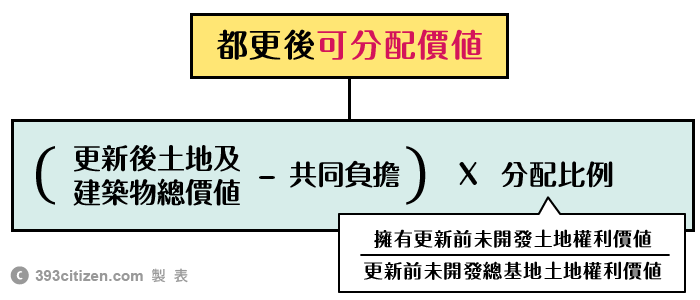 都更後可分配價值
( 更新後土地及
建築物總價值 – 共同負擔 ) X 分配比例
擁有更新前未開發土地權利價值
更新前未開發總基地土地權利價值
C 393citizen.com 製表